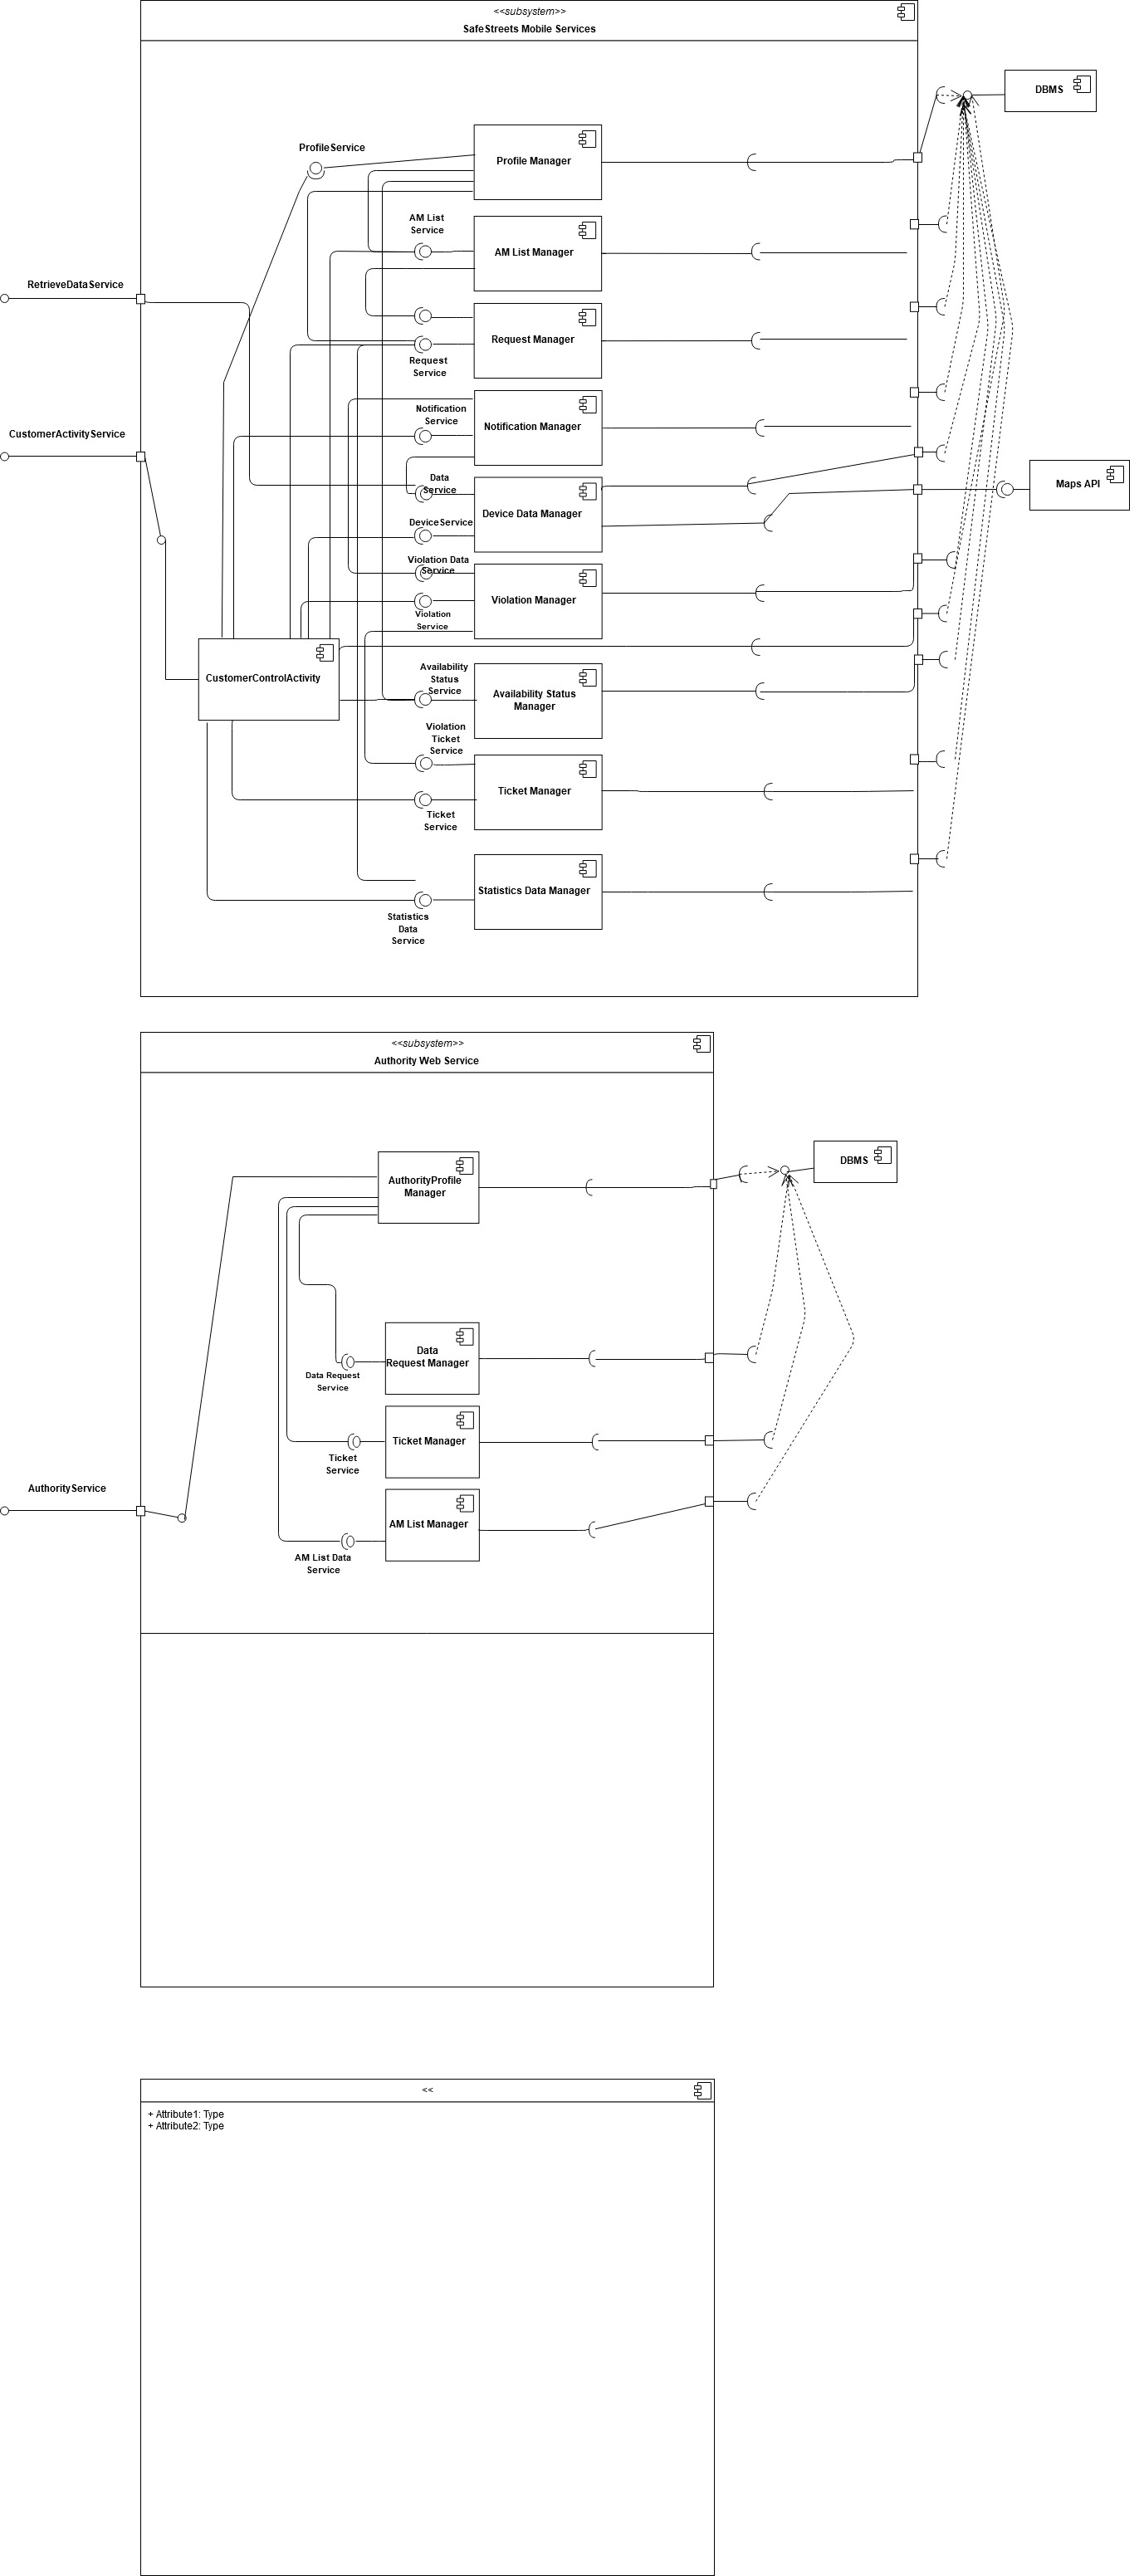 <<subsystem>>
SafeStreets Mobile Services
DBMS
ProfileService
Profile Manager
AM List
Service
AM List Manager
RetrieveDataService
Request Manager
Request
Service
Notification
Service
Notification Manager
CustomerActivityService
Data
Service
Device Data Manager
Maps API
DeviceService
Violation Data
Service
Violation Manager
Violation
Service
CustomerControlActivity
Availability
Status
Service
Availability Status
Manager
Violation
Ticket
Service
Ticket Manager
Ticket
Service
Statistics Data Manager
Statistics
Data
Service
<<subsystem>>
Authority Web Service
DBMS
AuthorityProfile
Manager
Data
Request Manager
Data Request
Service
Ticket Manager
Ticket
Service
AuthorityService
AM List Manager
AM List Data
Service
<<
+ Attribute1: Type
+ Attribute2: Type